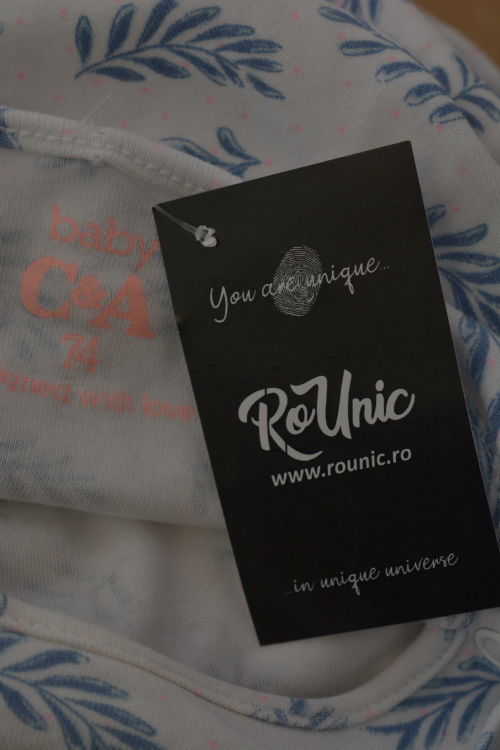 baby
C&A
74
with love
You are unique...
RoUnic
www.rounic.ro
...in unique universe